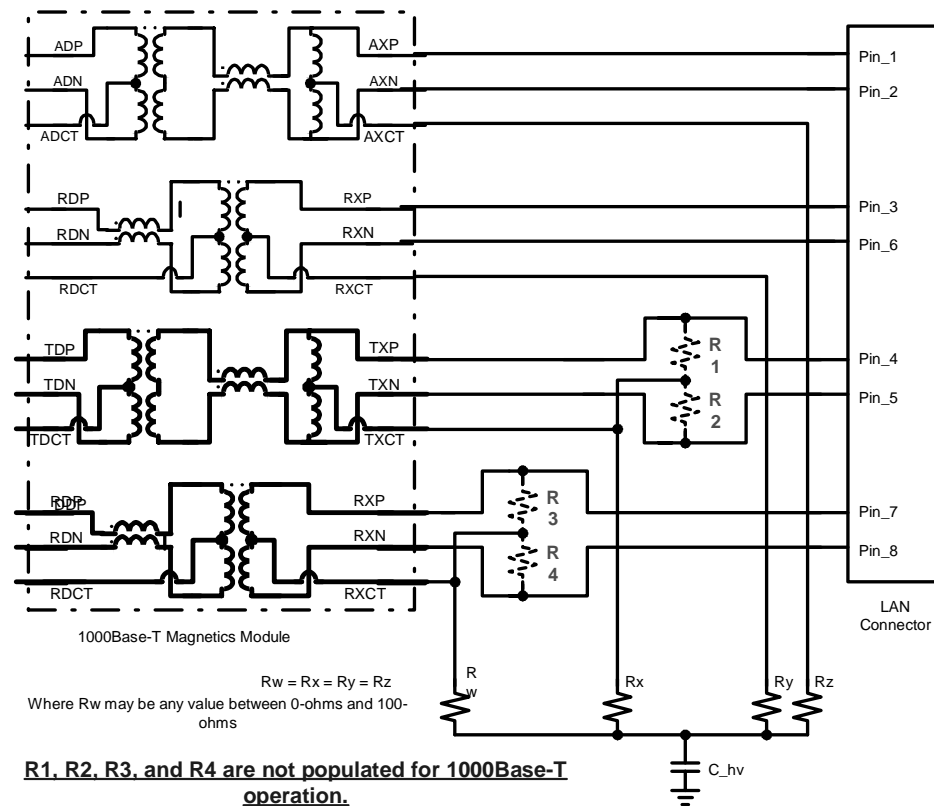 ADP
AXP
Pin_1
ADN
AXN
Pin_2
ADCT
AXCT
RDP
RXP
Pin_3
RDN
RXN
Pin_6
RDCT
RXCT
TDP
TXP
R
1
Pin_4
TDN
TXN
R
2
Pin_5
TDCT
TXCT
RDP
DDP
RXP
R
3
Pin_7
RDN
RXN
R
4
Pin_8
RDCT
RXCT
LAN
Connector
1000Base-T Magnetics Module
Rw = Rx = Ry = Rz
Where Rw may be any value between 0-ohms and 100-
ohms
R
w
Rx
Ry
Rz
R1, R2, R3, and R4 are not populated for 1000Base-T
operation.
C_hv